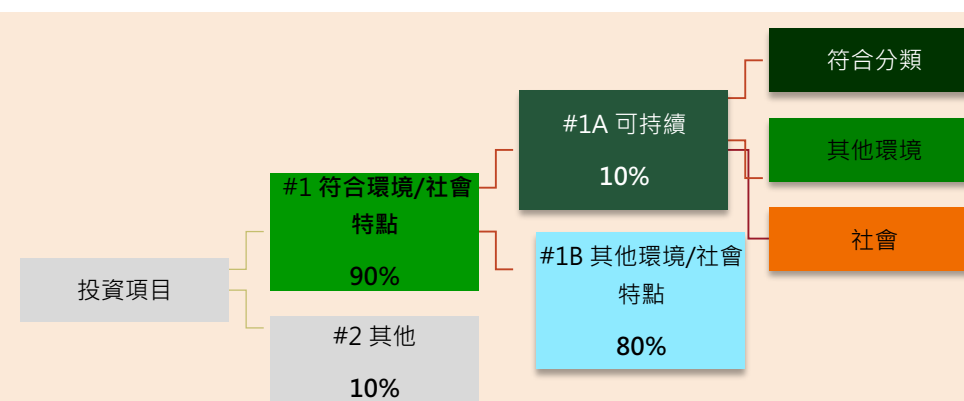 投資項目
#1 符合環境/社會
特點
90%
#2 其他
10%
#1A 可持續
10%
#1B 其他環境/社會
特點
80%
符合分類
其他環境
社會